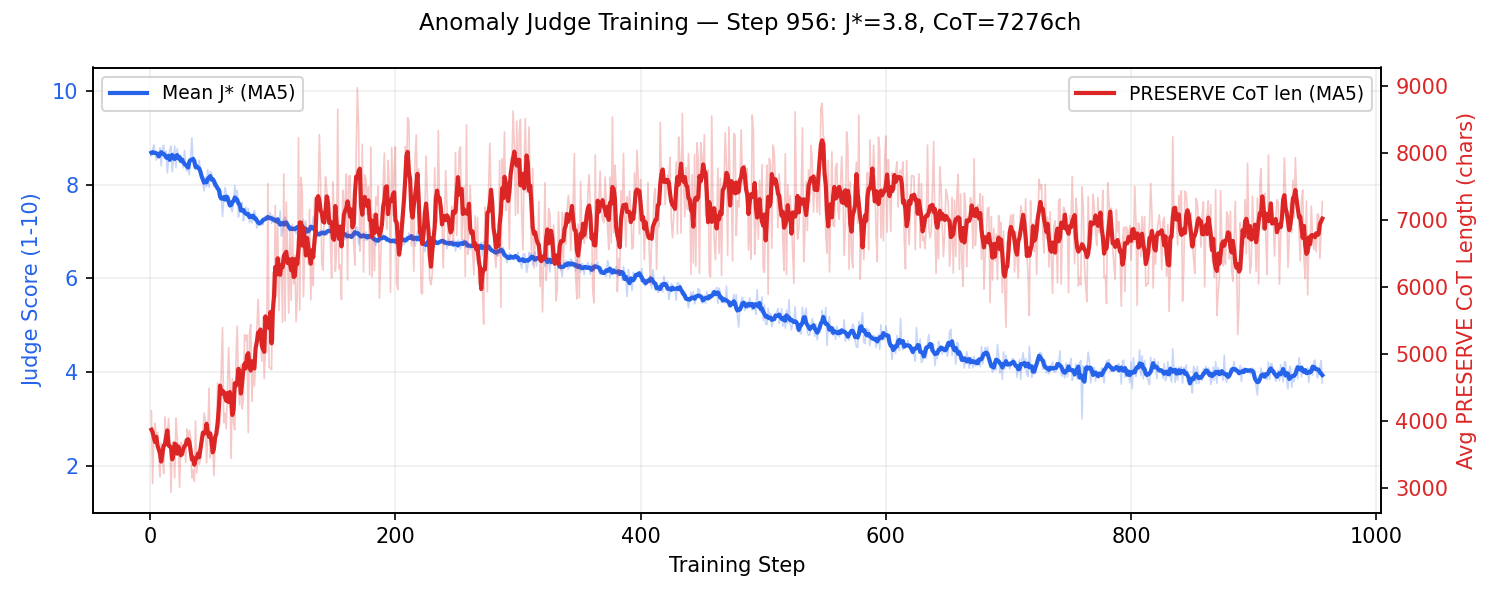 Anomaly Judge Training — Step 956: J*=3.8, CoT=7276ch
Mean J* (MA5)
PRESERVE CoT len (MA5)
Judge Score (1-10)
10
8
6
4
2
9000
8000
7000
6000
5000
4000
3000
Avg PRESERVE CoT Length (chars)
0 200 400 600 800 1000
Training Step